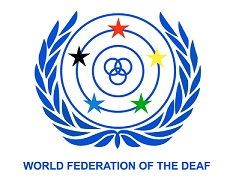 WORLD FEDERATION OF THE DEAF